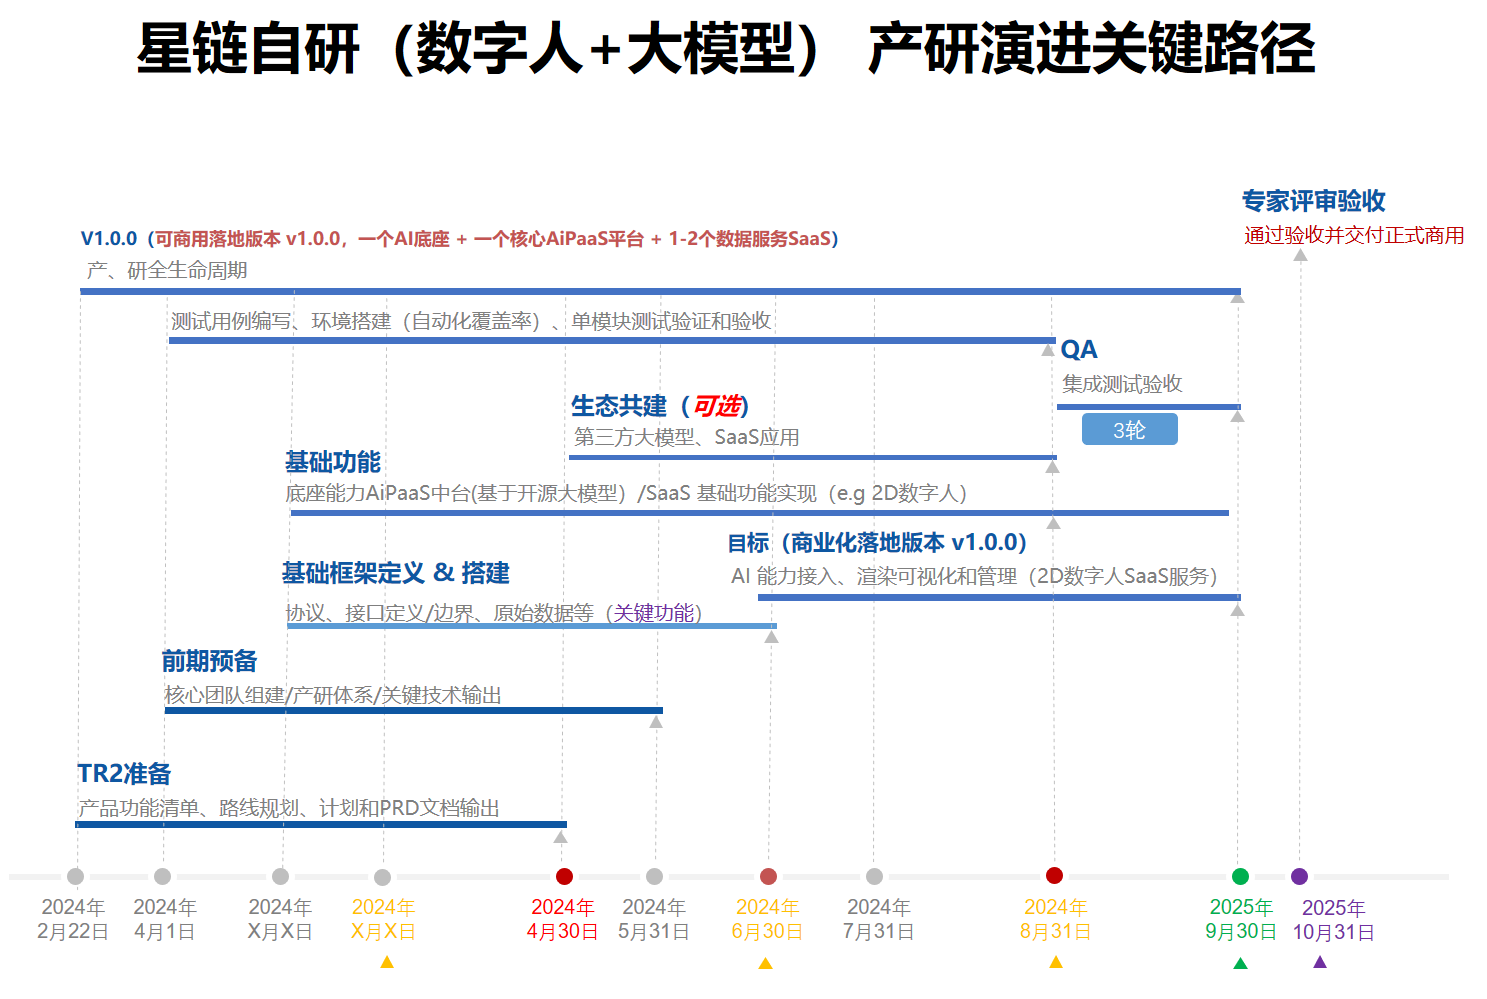 星链自研（数字人+大模型） 产研演进关键路径
专家评审验收
通过验收并交付正式商用
V1.0.0（可商用落地版本 v1.0.0，一个AI底座 + 一个核心AiPaaS平台 + 1-2个数据服务SaaS）
产、研全生命周期
测试用例编写、环境搭建（自动化覆盖率）、单模块测试验证和验收
QA
集成测试验收
3轮
生态共建（可选）
第三方大模型、SaaS应用
基础功能
底座能力AiPaaS中台(基于开源大模型）/SaaS 基础功能实现（e.g 2D数字人）
目标（商业化落地版本 v1.0.0）
AI 能力接入、渲染可视化和管理（2D数字人SaaS服务）
基础框架定义 & 搭建
协议、接口定义/边界、原始数据等（关键功能）
前期预备
核心团队组建/产研体系/关键技术输出
TR2准备
产品功能清单、路线规划、计划和PRD文档输出
2024年
2月22日
2024年
4月1日
2024年
X月X日
2024年
X月X日
2024年
4月30日
2024年
5月31日
2024年
6月30日
2024年
7月31日
2024年
8月31日
2025年
9月30日
2025年
10月31日